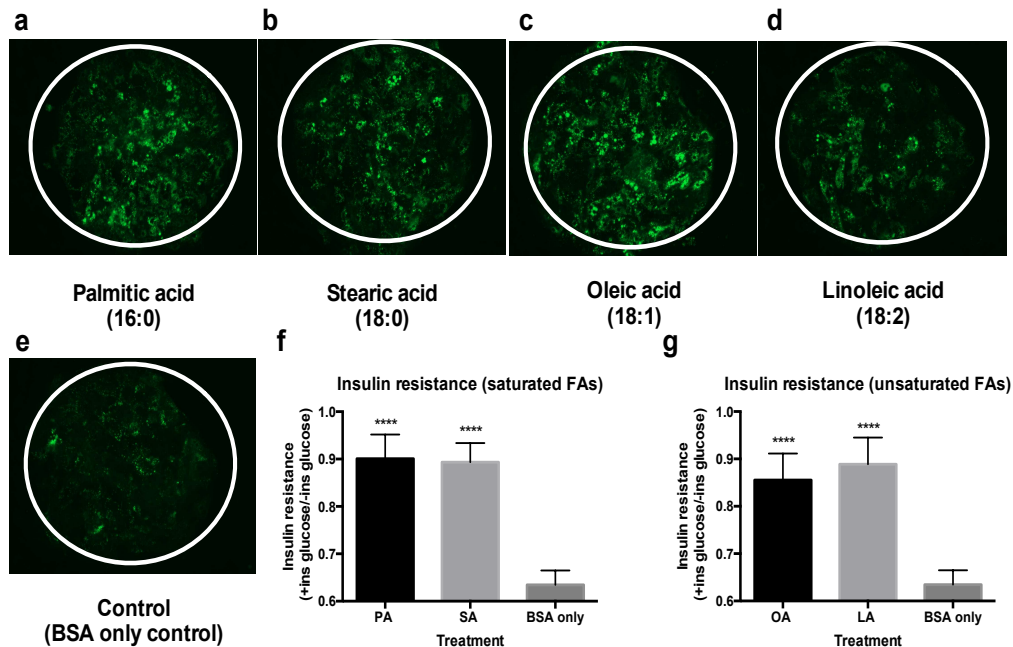 a
b
c
d
Palmitic acid
(16:0)
Stearic acid
(18:0)
Oleic acid
(18:1)
Linoleic acid
(18:2)
e
Control
(BSA only control)
f
Insulin resistance (saturated FAs)
Insulin resistance
(+ins glucose/-ins glucose)
1.0
0.9
0.8
0.7
0.6
****
****
PA
SA
BSA only
Treatment
g
Insulin resistance (unsaturated FAs)
Insulin resistance
(+ins glucose/-ins glucose)
1.0
0.9
0.8
0.7
0.6
****
****
OA
LA
BSA only
Treatment